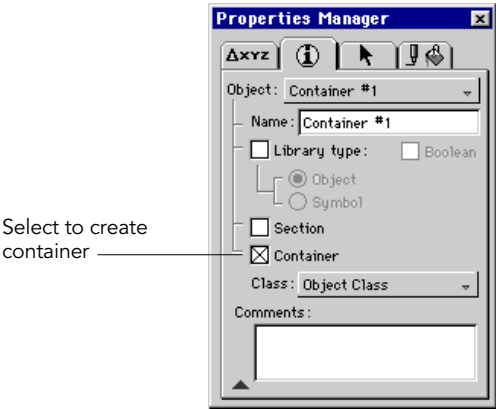 Properties Manager
ΔXYZ
Object: Container #1
Name: Container #1
Library type: Boolean
Object
Symbol
Section
Select to create
container
Container
Class: Object Class
Comments: